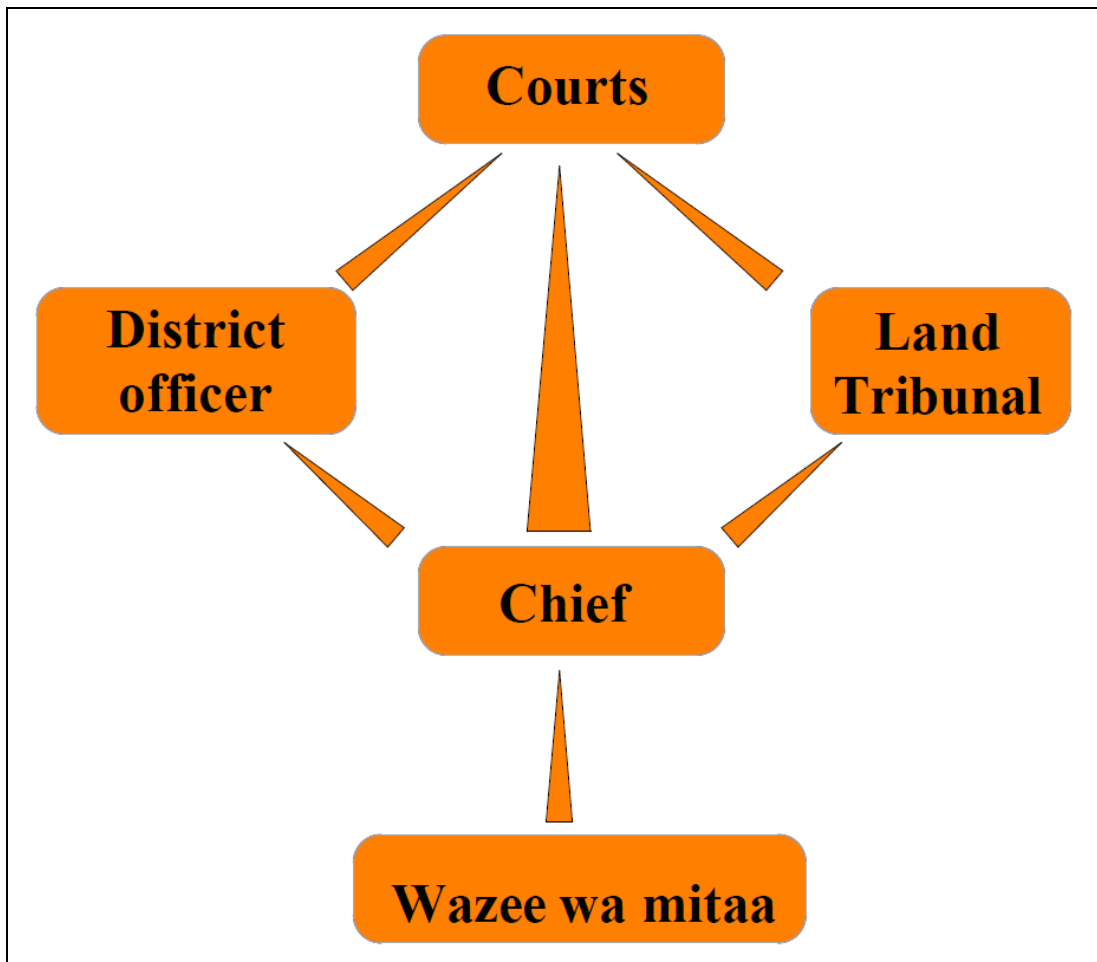 Courts
District
officer
Land
Tribunal
Chief
Wazee wa mitaa